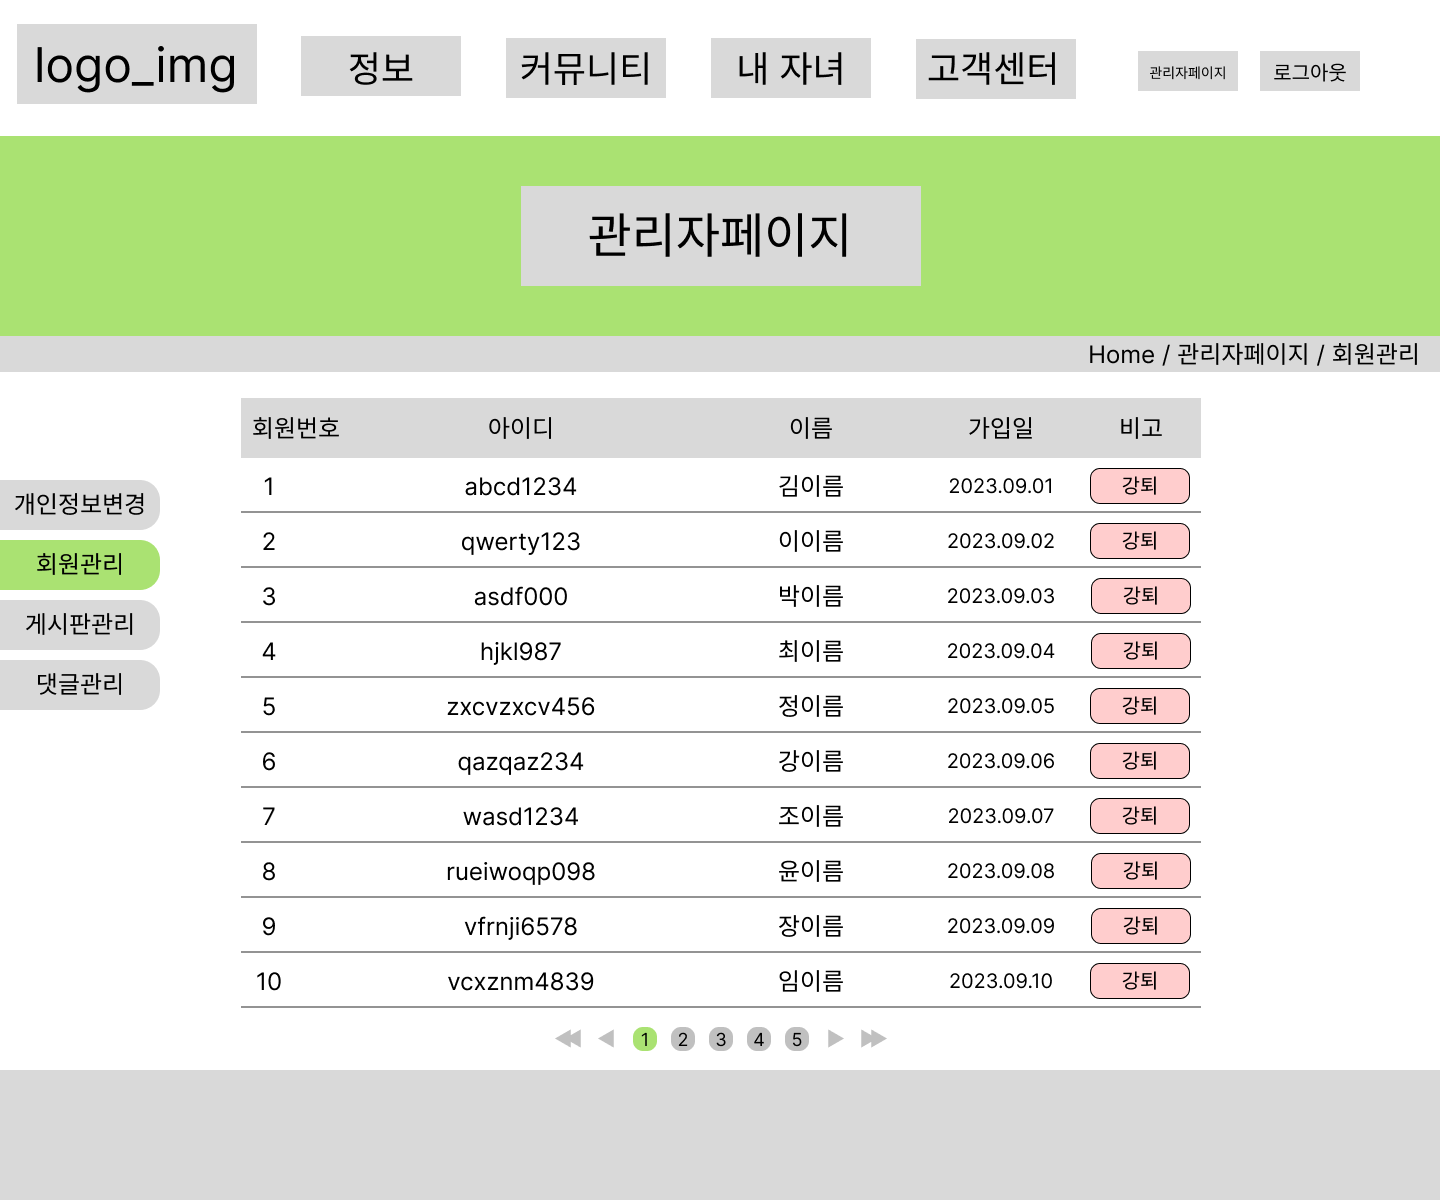 logo_img 정보 커뮤니티 내 자녀 고객센터 관리자페이지 로그아웃
관리자페이지
Home / 관리자페이지 / 회원관리
개인정보변경
회원관리
게시판관리
댓글관리
회원번호 아이디 이름 가입일 비고
1 abcd1234 김이름 2023.09.01 강퇴
2 qwerty123 이이름 2023.09.02 강퇴
3 asdf000 박이름 2023.09.03 강퇴
4 hjkl987 최이름 2023.09.04 강퇴
5 zxcvzxcv456 정이름 2023.09.05 강퇴
6 qazqaz234 강이름 2023.09.06 강퇴
7 wasd1234 조이름 2023.09.07 강퇴
8 rueiwoqp098 윤이름 2023.09.08 강퇴
9 vfrnji6578 장이름 2023.09.09 강퇴
10 vcxznm4839 임이름 2023.09.10 강퇴
1 2 3 4 5